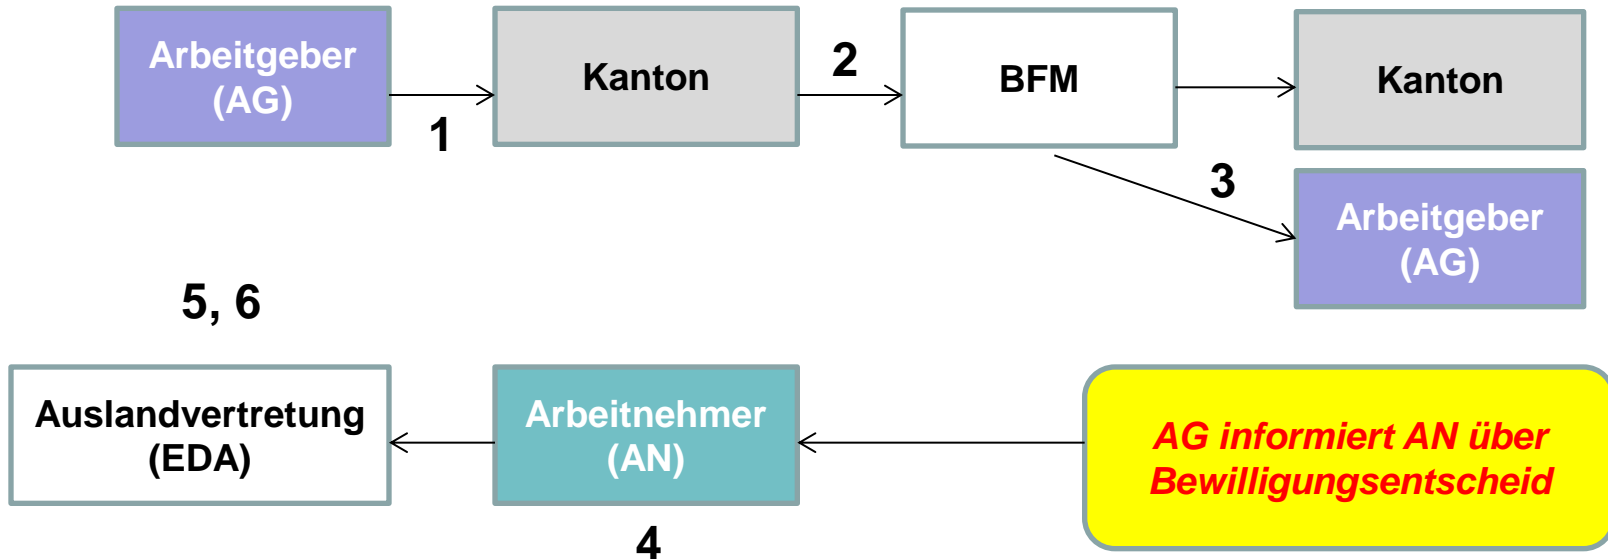 Arbeitgeber
(AG)
1
Kanton
2
BFM
Kanton
3
Arbeitgeber
(AG)
5, 6
Auslandvertretung
(EDA)
Arbeitnehmer
(AN)
4
AG informiert AN über
Bewilligungsentscheid